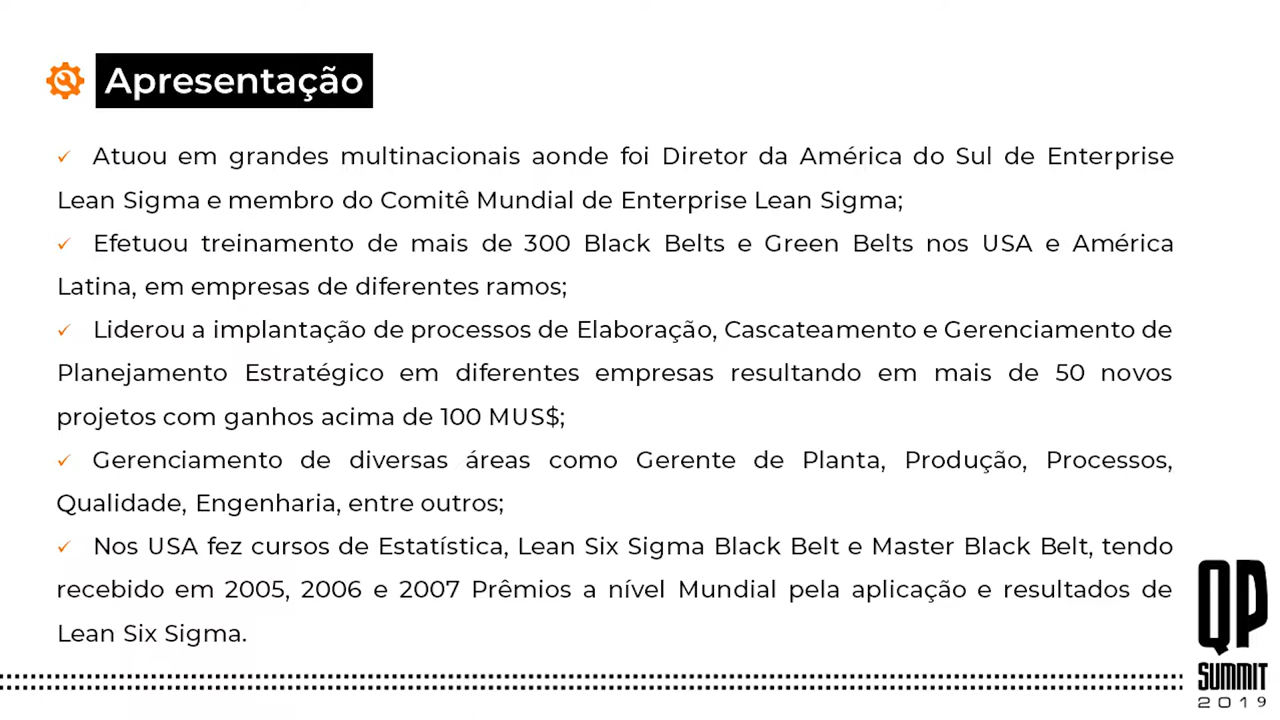 Apresentação
✓ Atuou em grandes multinacionais aonde foi Diretor da América do Sul de Enterprise
Lean Sigma e membro do Comitê Mundial de Enterprise Lean Sigma;
✓ Efetuou treinamento de mais de 300 Black Belts e Green Belts nos USA e América
Latina, em empresas de diferentes ramos;
✓ Liderou a implantação de processos de Elaboração, Cascateamento e Gerenciamento de
Planejamento Estratégico em diferentes empresas resultando em mais de 50 novos
projetos com ganhos acima de 100 MUS$;
✓ Gerenciamento de diversas áreas como Gerente de Planta, Produção, Processos,
Qualidade, Engenharia, entre outros;
✓ Nos USA fez cursos de Estatística, Lean Six Sigma Black Belt e Master Black Belt, tendo
recebido em 2005, 2006 e 2007 Prêmios a nível Mundial pela aplicação e resultados de
Lean Six Sigma.
QP
SUMMIT
2019